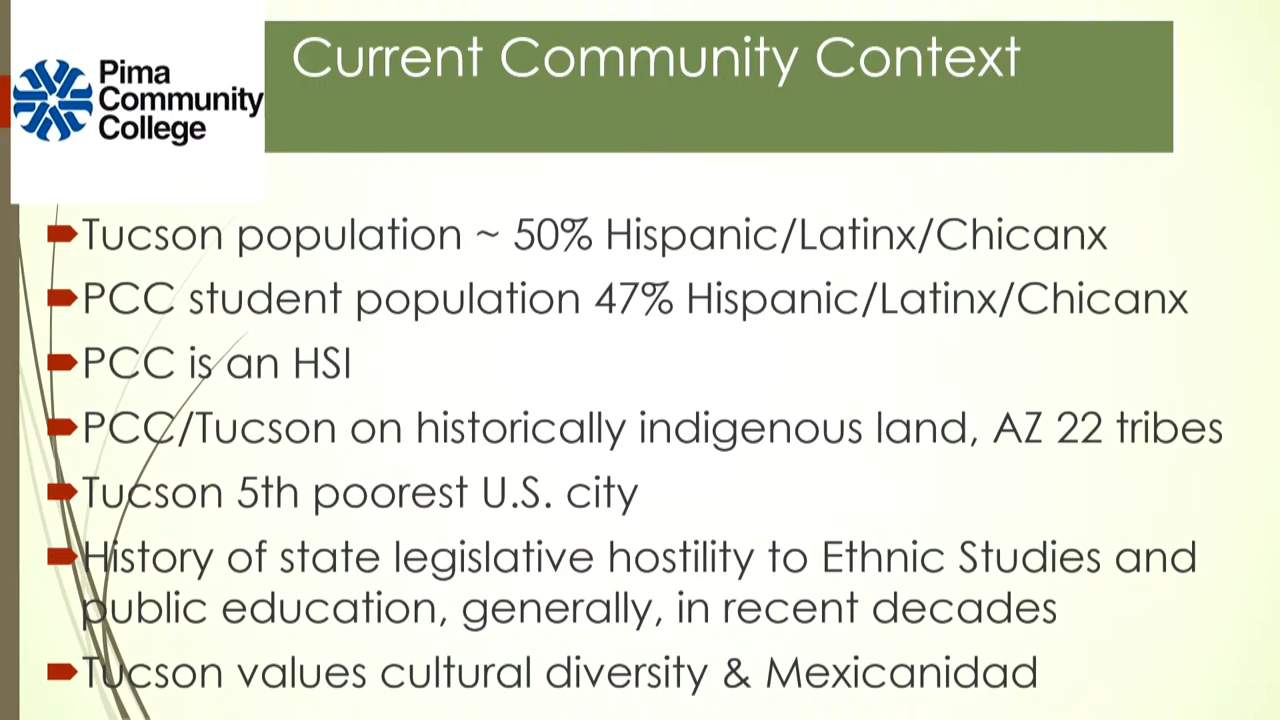 Pima
Community
College
Current Community Context
Tucson population ~ 50% Hispanic/Latinx/Chicanx
PCC student population 47% Hispanic/Latinx/Chicanx
PCC is an HSI
PCC/Tucson on historically indigenous land, AZ 22 tribes
Tucson 5th poorest U.S. city
History of state legislative hostility to Ethnic Studies and
public education, generally, in recent decades
Tucson values cultural diversity & Mexicanidad